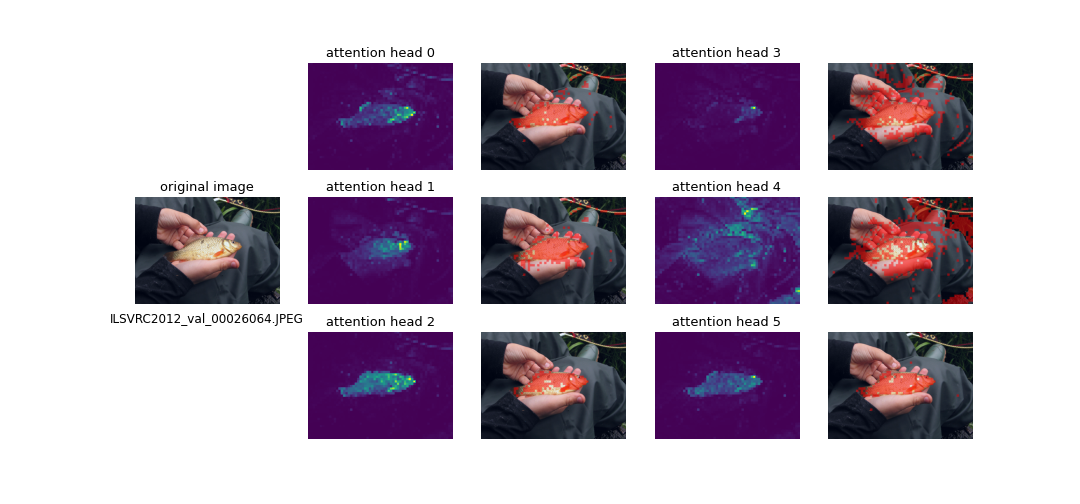 attention head 0
attention head 3
original image
attention head 1
attention head 4
ILSVRC2012_val_00026064.JPEG
attention head 2
attention head 5